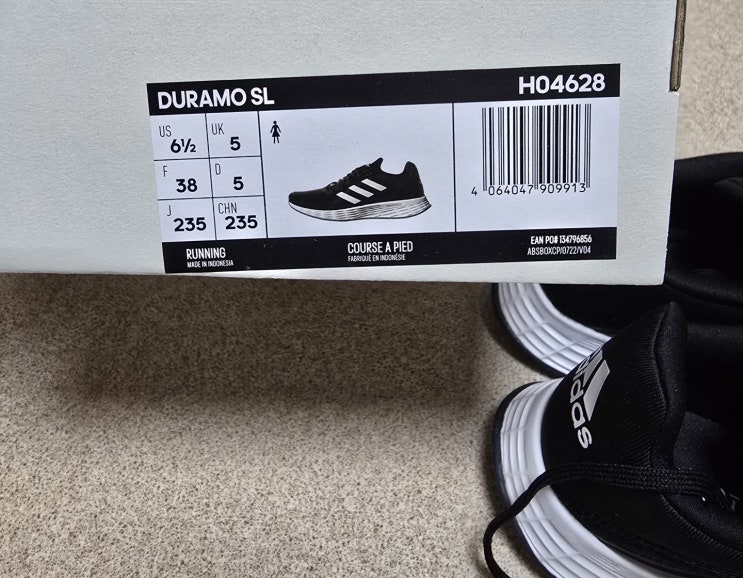 DURAMO SL
H04628
US 6½
UK 5
F 38
D 5
J 235
CHN 235
4 064047 909913
RUNNING
MADE IN INDONESIA
COURSE A PIED
FABRIQUÉ EN INDONÉSIE
EAN PO# 134796856
ABSBOXCP/0722/V04
adidas